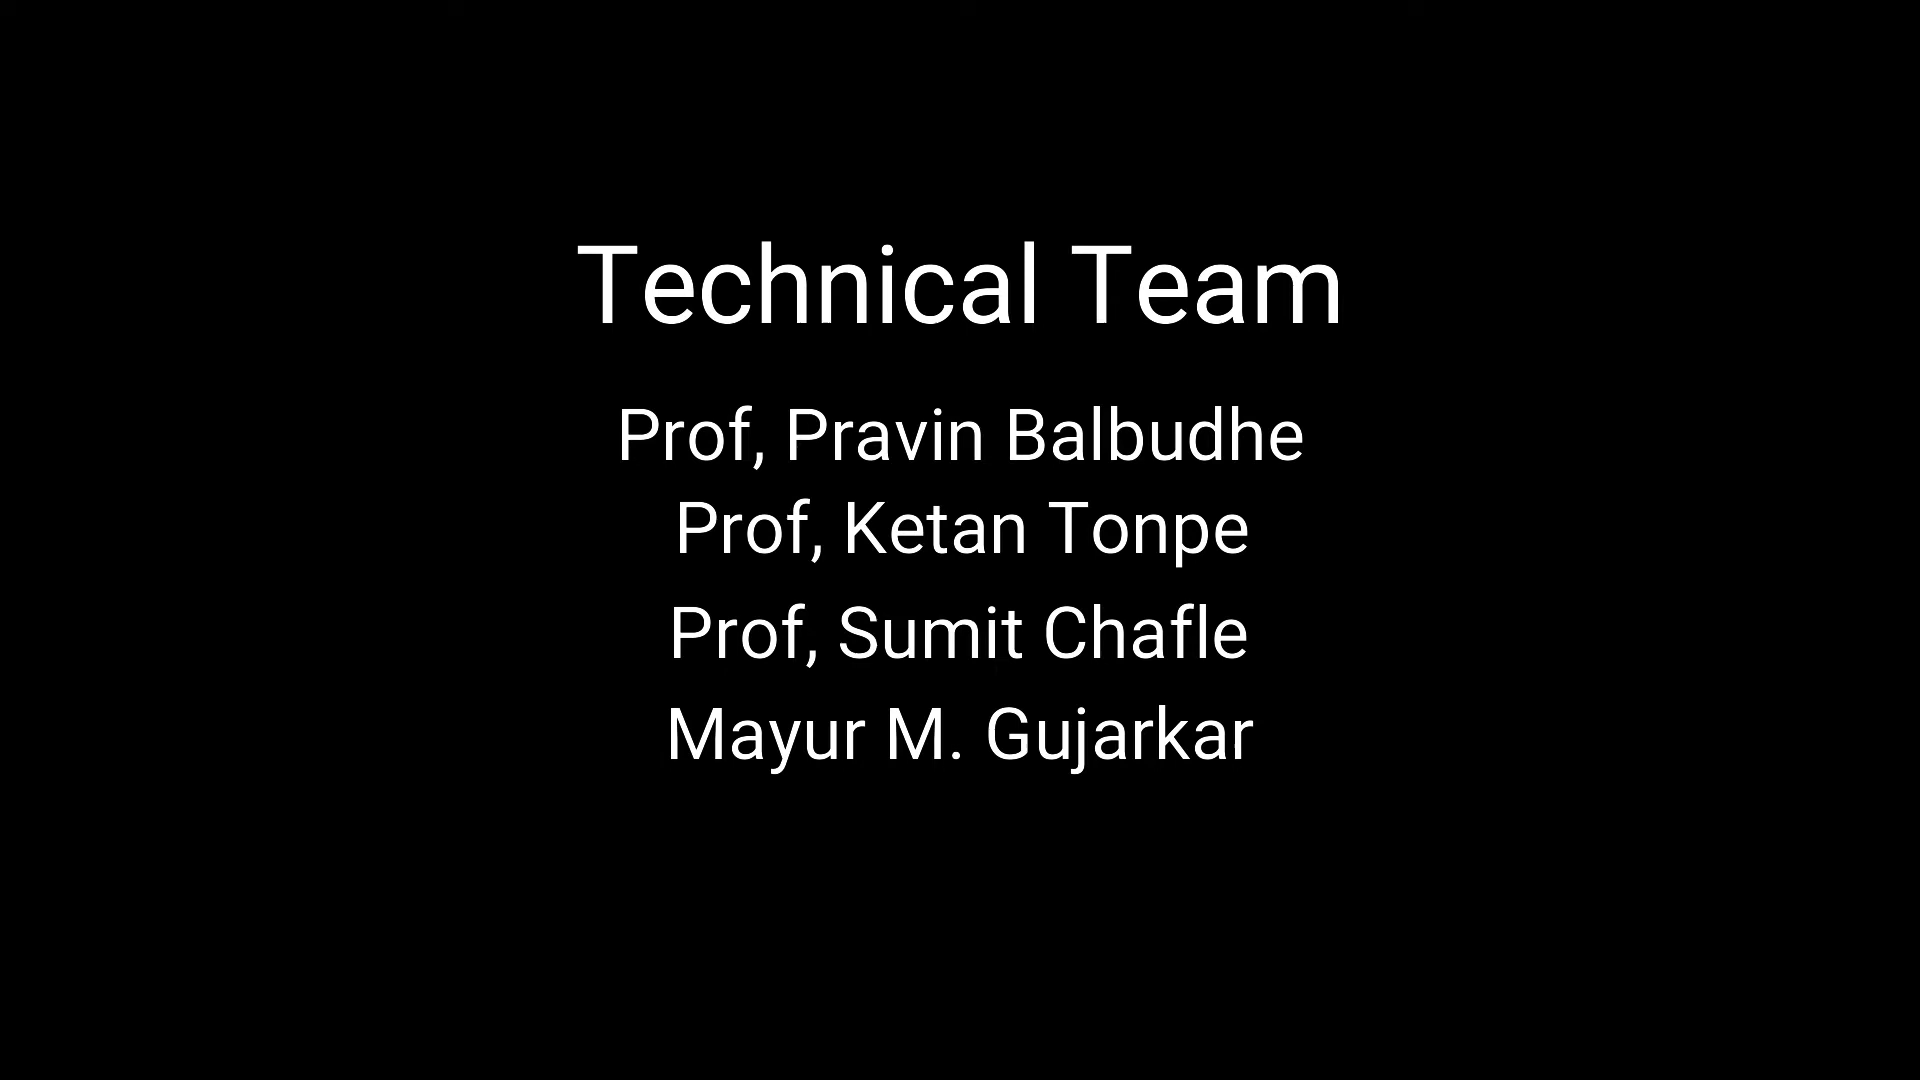 Technical Team
Prof, Pravin Balbudhe
Prof, Ketan Tonpe
Prof, Sumit Chafle
Mayur M. Gujarkar